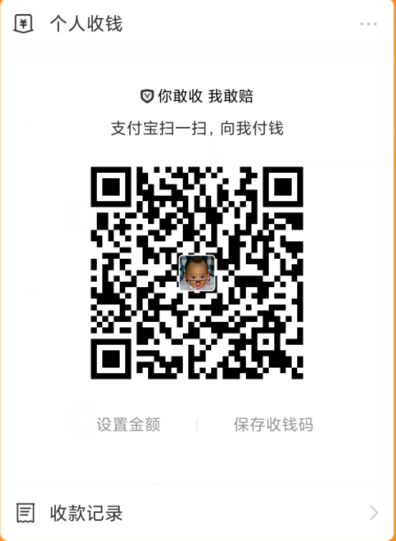 个人收钱
你敢收 我敢赔
支付宝扫一扫，向我付钱
设置金额
保存收钱码
收款记录